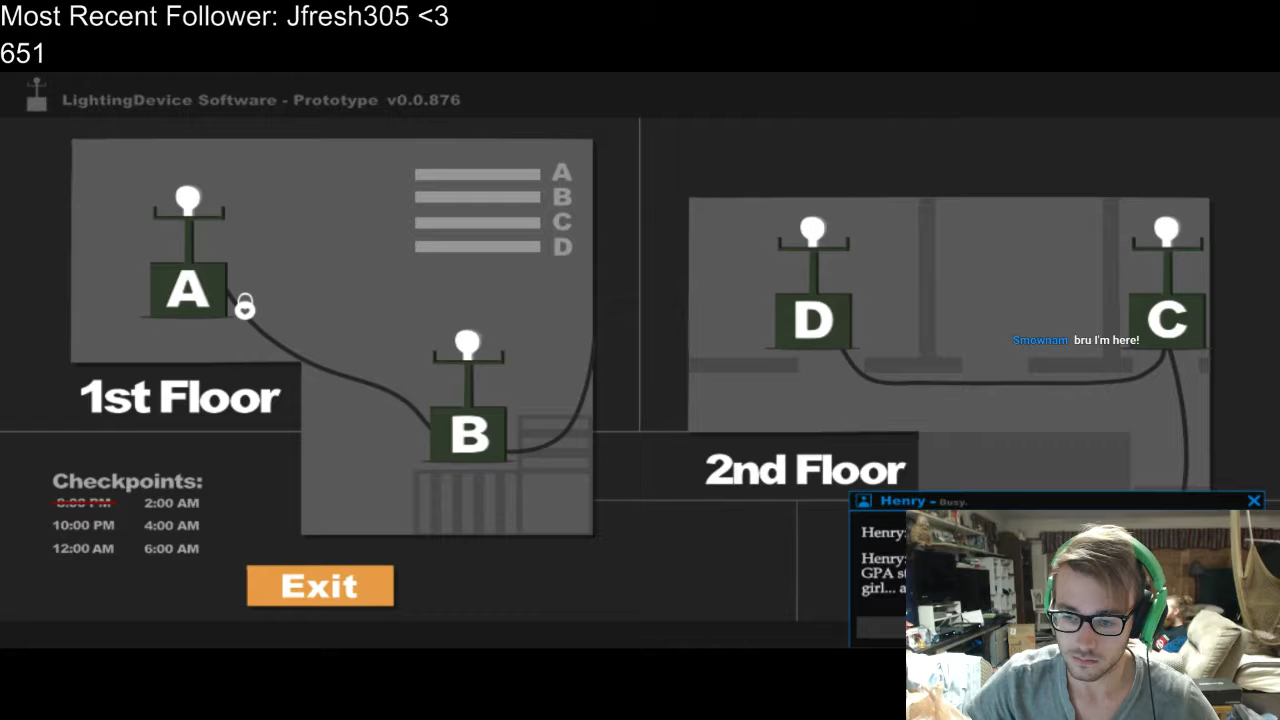 Most Recent Follower: Jfresh305 <3
651
LightingDevice Software - Prototype v0.0.876
A
B
C
D
A
B
1st Floor
D
C
Smownam bru I'm here!
2nd Floor
Checkpoints:
8:00 PM 2:00 AM
10:00 PM 4:00 AM
12:00 AM 6:00 AM
Exit
Henry - Busy.
Henry:
Henry:
GPA
girl... a